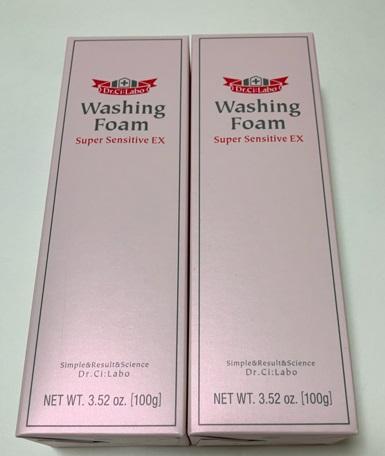 Dr.Ci:Labo
Washing
Foam
Super Sensitive EX
Simple&Result&Science
Dr.Ci:Labo
NET WT. 3.52 oz. [100g]
Dr.Ci:Labo
Washing
Foam
Super Sensitive EX
Simple&Result&Science
Dr.Ci:Labo
NET WT. 3.52 oz. [100g]